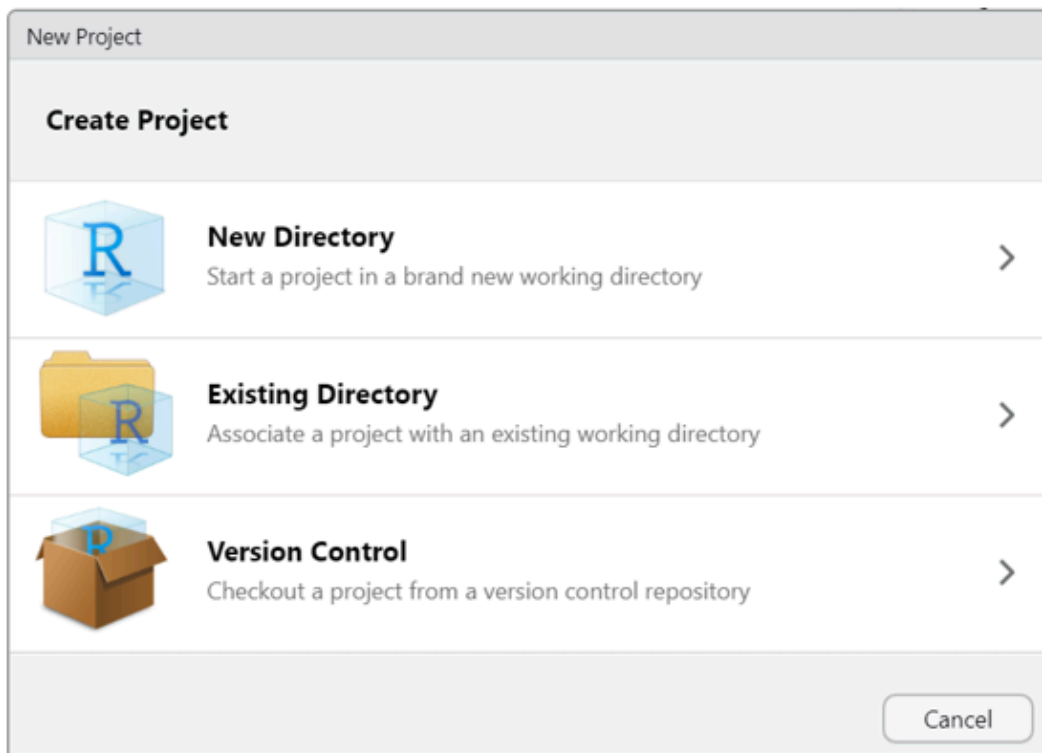 New Project
Create Project
New Directory
Start a project in a brand new working directory
Existing Directory
Associate a project with an existing working directory
Version Control
Checkout a project from a version control repository
Cancel